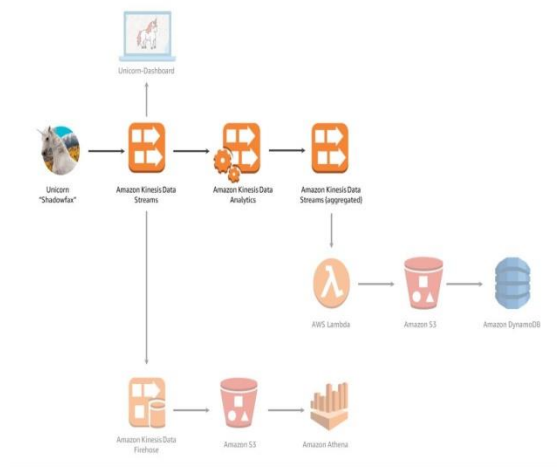 Unicorn-Dashboard
Unicorn
"Shadowfax"
Amazon Kinesis Data
Streams
Amazon Kinesis Data
Analytics
Amazon Kinesis Data
Streams (aggregated)
λ
AWS Lambda
Amazon S3
Amazon DynamoDB
Amazon Kinesis Data
Firehose
Amazon S3
Amazon Athena